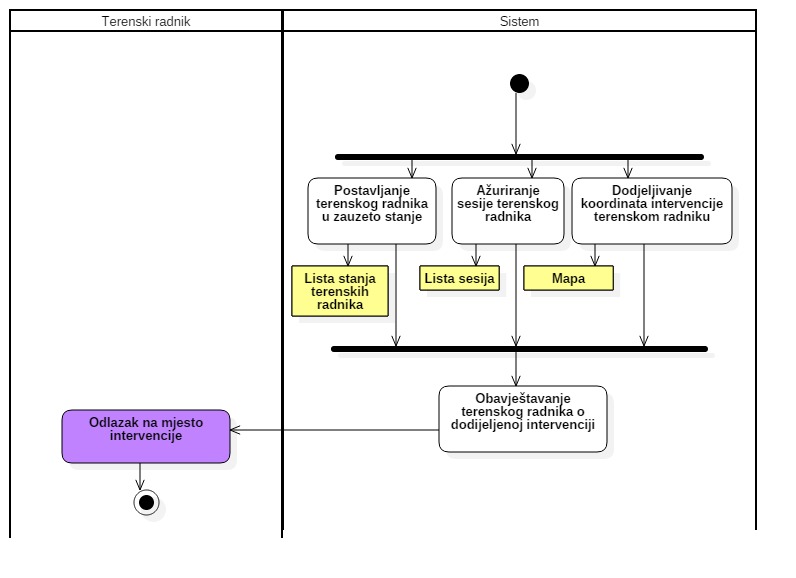 Terenski radnik
Sistem
Postavljanje
terenskog radnika
u zauzeto stanje
Ažuriranje
sesije terenskog
radnika
Dodjeljivanje
koordinata intervencije
terenskom radniku
Lista stanja
terenskih
radnika
Lista sesija
Mapa
Obavještavanje
terenskog radnika o
dodijeljenoj intervenciji
Odlazak na mjesto
intervencije